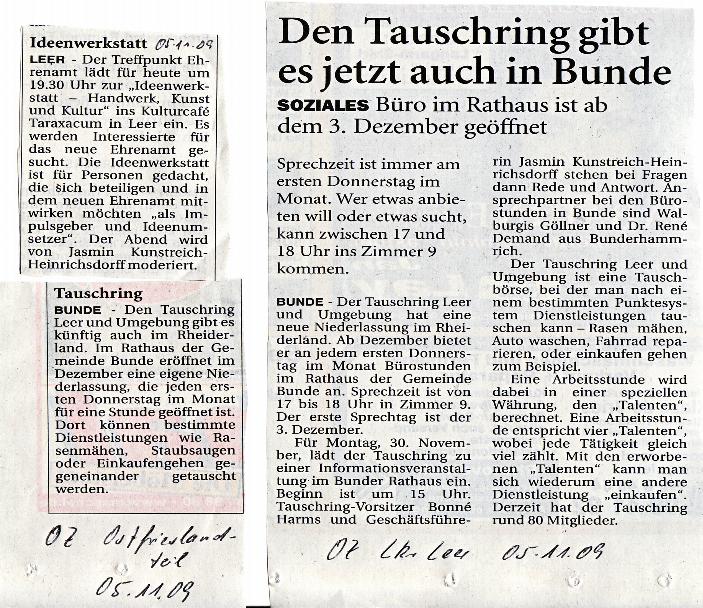 Ideenwerkstatt 05.11.09
LEER - Der Treffpunkt Eh-
renamt lädt für heute um
19.30 Uhr zur „Ideenwerk-
statt – Handwerk, Kunst
und Kultur“ ins Kulturcafé
Taraxacum in Leer ein. Es
werden Interessierte für
das neue Ehrenamt ge-
sucht. Die Ideenwerkstatt
ist für Personen gedacht,
die sich beteiligen und in
dem neuen Ehrenamt mit-
wirken möchten „als Im-
pulsgeber und Ideenum-
setzer“. Der Abend wird
von Jasmin Kunstreich-
Heinrichsdorff moderiert.
Tauschring
BUNDE - Den Tauschring
Leer und Umgebung gibt es
künftig auch im Rheider-
land. Im Rathaus der Ge-
meinde Bunde eröffnet im
Dezember eine eigene Nie-
derlassung, die jeden ers-
ten Donnerstag im Monat
für eine Stunde geöffnet ist.
Dort können bestimmte
Dienstleistungen wie Ra-
senmähen, Staubsaugen
oder Einkaufengehen ge-
geneinander getauscht
werden.
OZ Ostfriesland-
teil
05.11.09
Den Tauschring gibt
es jetzt auch in Bunde
SOZIALES Büro im Rathaus ist ab
dem 3. Dezember geöffnet
Sprechzeit ist immer am
ersten Donnerstag im
Monat. Wer etwas anbie-
ten will oder etwas sucht,
kann zwischen 17 und
18 Uhr ins Zimmer 9
kommen.
BUNDE - Der Tauschring Leer
und Umgebung hat eine
neue Niederlassung im Rhei-
derland. Ab Dezember bietet
er an jedem ersten Donners-
tag im Monat Bürostunden
im Rathaus der Gemeinde
Bunde an. Sprechzeit ist von
17 bis 18 Uhr in Zimmer 9.
Der erste Sprechtag ist der
3. Dezember.
Für Montag, 30. Novem-
ber, lädt der Tauschring zu
einer Informationsveranstal-
tung im Bunder Rathaus ein.
Beginn ist um 15 Uhr.
Tauschring-Vorsitzer Bonné
Harms und Geschäftsführe-
rin Jasmin Kunstreich-Hein-
richsdorff stehen bei Fragen
dann Rede und Antwort. An-
sprechpartner bei den Büro-
stunden in Bunde sind Wal-
burgis Göllner und Dr. René
Demand aus Bunderhamm-
rich.
Der Tauschring Leer und
Umgebung ist eine Tausch-
börse, bei der man nach ei-
nem bestimmten Punktesys-
tem Dienstleistungen tau-
schen kann – Rasen mähen,
Auto waschen, Fahrrad repa-
rieren, oder einkaufen gehen
zum Beispiel.
Eine Arbeitsstunde wird
dabei in einer speziellen
Währung, den „Talenten“,
berechnet. Eine Arbeitsstun-
de entspricht vier „Talenten“,
wobei jede Tätigkeit gleich
viel zählt. Mit den erworbe-
nen „Talenten“ kann man
sich wiederum eine andere
Dienstleistung „einkaufen“.
Derzeit hat der Tauschring
rund 80 Mitglieder.
OZ Lkr. Leer 05.11.09